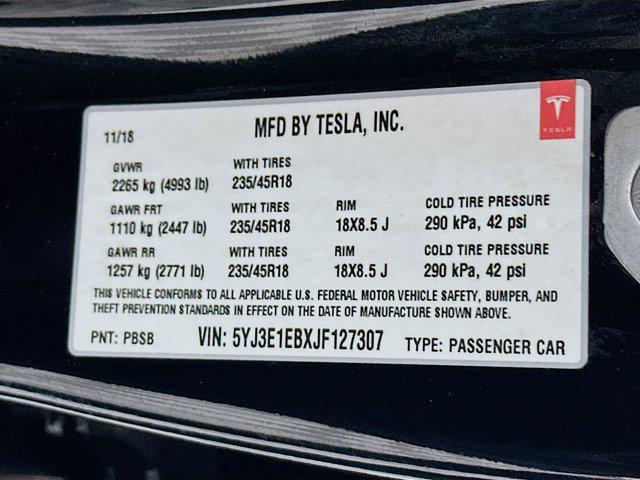 11/18
MFD BY TESLA, INC.
TESLA
GVWR WITH TIRES
2265 kg (4993 lb) 235/45R18
GAWR FRT WITH TIRES RIM COLD TIRE PRESSURE
1110 kg (2447 lb) 235/45R18 18X8.5 J 290 kPa, 42 psi
GAWR RR WITH TIRES RIM COLD TIRE PRESSURE
1257 kg (2771 lb) 235/45R18 18X8.5 J 290 kPa, 42 psi
THIS VEHICLE CONFORMS TO ALL APPLICABLE U.S. FEDERAL MOTOR VEHICLE SAFETY, BUMPER, AND
THEFT PREVENTION STANDARDS IN EFFECT ON THE DATE OF MANUFACTURE SHOWN ABOVE.
PNT: PBSB VIN: 5YJ3E1EBXJF127307 TYPE: PASSENGER CAR